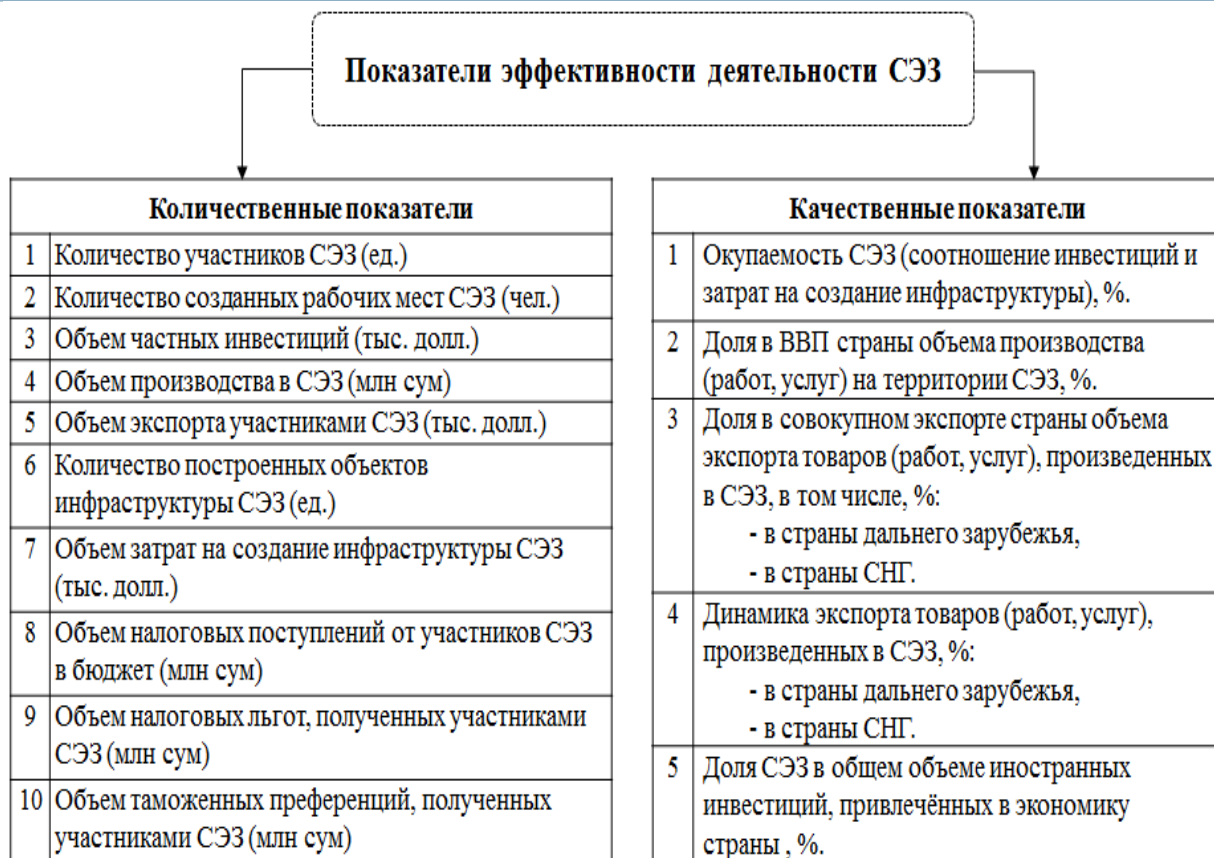 Показатели эффективности деятельности СЭЗ
Количественные показатели
1 Количество участников СЭЗ (ед.)
2 Количество созданных рабочих мест СЭЗ (чел.)
3 Объем частных инвестиций (тыс. долл.)
4 Объем производства в СЭЗ (млн сум)
5 Объем экспорта участниками СЭЗ (тыс. долл.)
6 Количество построенных объектов
инфраструктуры СЭЗ (ед.)
7 Объем затрат на создание инфраструктуры СЭЗ
(тыс. долл.)
8 Объем налоговых поступлений от участников СЭЗ
в бюджет (млн сум)
9 Объем налоговых льгот, полученных участниками
СЭЗ (млн сум)
10 Объем таможенных преференций, полученных
участниками СЭЗ (млн сум)
Качественные показатели
1 Окупаемость СЭЗ (соотношение инвестиций и
затрат на создание инфраструктуры), %.
2 Доля в ВВП страны объема производства
(работ, услуг) на территории СЭЗ, %.
3 Доля в совокупном экспорте страны объема
экспорта товаров (работ, услуг), произведенных
в СЭЗ, в том числе, %:
- в страны дальнего зарубежья,
- в страны СНГ.
4 Динамика экспорта товаров (работ, услуг),
произведенных в СЭЗ, %:
- в страны дальнего зарубежья,
- в страны СНГ.
5 Доля СЭЗ в общем объеме иностранных
инвестиций, привлечённых в экономику
страны , %.